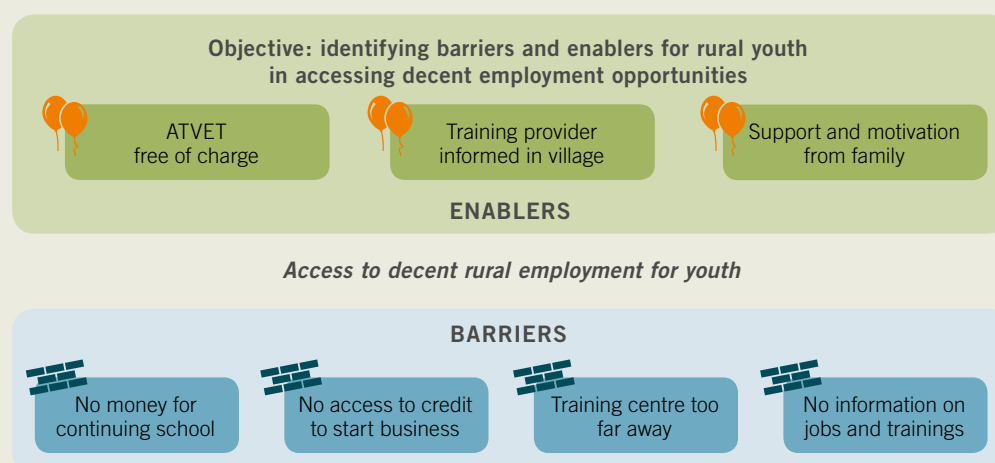 Objective: identifying barriers and enablers for rural youth
in accessing decent employment opportunities
ATVET
free of charge
Training provider
informed in village
Support and motivation
from family
ENABLERS
Access to decent rural employment for youth
BARRIERS
No money for
continuing school
No access to credit
to start business
Training centre too
far away
No information on
jobs and trainings